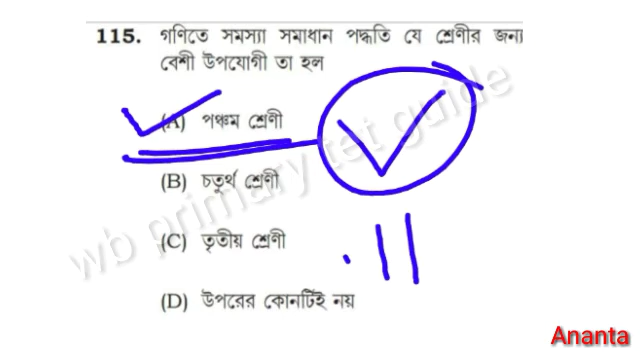 115. গণিতে সমস্যা সমাধান পদ্ধতি যে শ্রেণীর জন্য
বেশী উপযোগী তা হল
(A) পঞ্চম শ্রেণী
(B) চতুর্থ শ্রেণী
(C) তৃতীয় শ্রেণী
(D) উপরের কোনটিই নয়
wb primary tet guide
Ananta